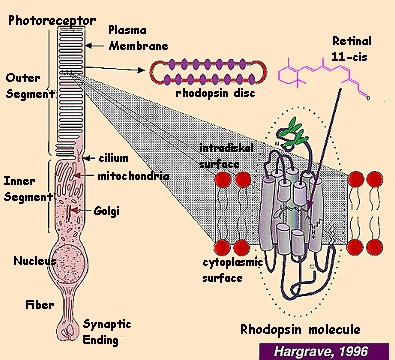 Photoreceptor
Plasma
Membrane
Outer
Segment
rhodopsin disc
Retinal
11-cis
cilium
mitochondria
Inner
Segment
Golgi
Nucleus
Fiber
Synaptic
Ending
intradiskal
surface
cytoplasmic
surface
Rhodopsin molecule
Hargrave, 1996